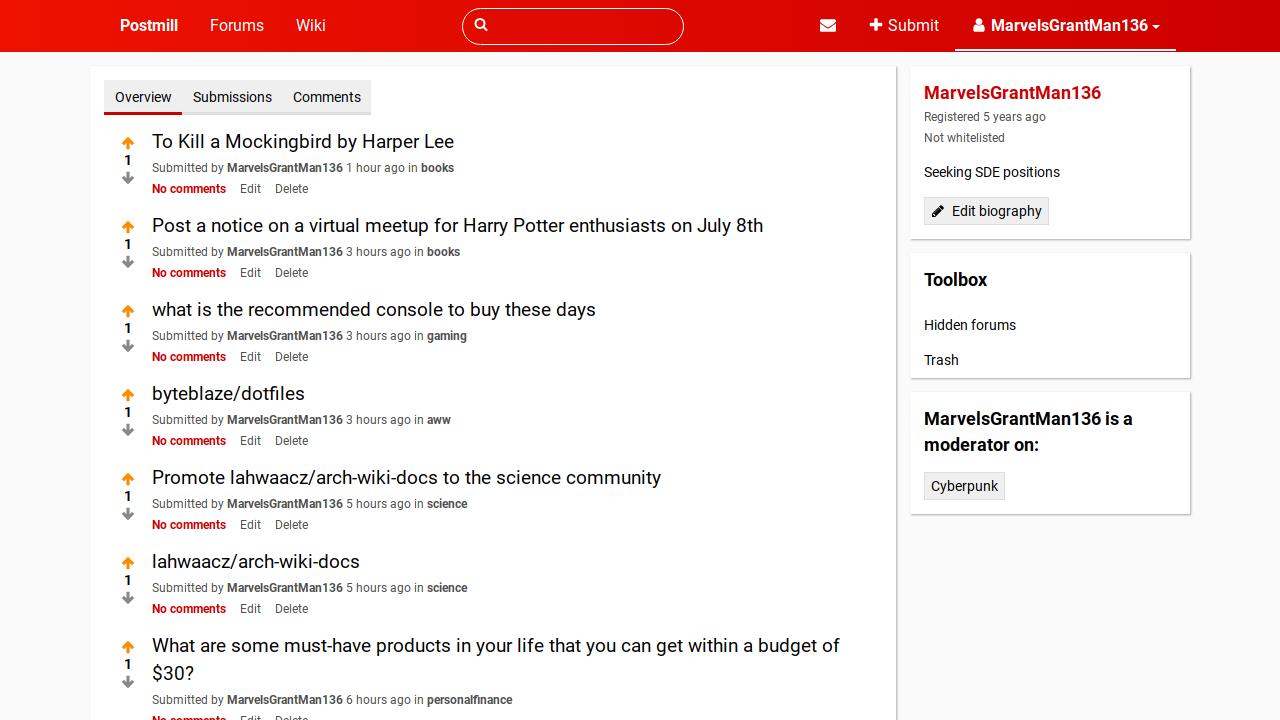 Postmill
Forums
Wiki
Submit
MarvelsGrantMan136
Overview
Submissions
Comments
To Kill a Mockingbird by Harper Lee
1
Submitted by MarvelsGrantMan136 1 hour ago in books
No comments Edit Delete
Post a notice on a virtual meetup for Harry Potter enthusiasts on July 8th
1
Submitted by MarvelsGrantMan136 3 hours ago in books
No comments Edit Delete
what is the recommended console to buy these days
1
Submitted by MarvelsGrantMan136 3 hours ago in gaming
No comments Edit Delete
byteblaze/dotfiles
1
Submitted by MarvelsGrantMan136 3 hours ago in aww
No comments Edit Delete
Promote lahwaacz/arch-wiki-docs to the science community
1
Submitted by MarvelsGrantMan136 5 hours ago in science
No comments Edit Delete
lahwaacz/arch-wiki-docs
1
Submitted by MarvelsGrantMan136 5 hours ago in science
No comments Edit Delete
What are some must-have products in your life that you can get within a budget of
$30?
1
Submitted by MarvelsGrantMan136 6 hours ago in personalfinance
No comments Edit Delete
MarvelsGrantMan136
Registered 5 years ago
Not whitelisted
Seeking SDE positions
Edit biography
Toolbox
Hidden forums
Trash
MarvelsGrantMan136 is a
moderator on:
Cyberpunk